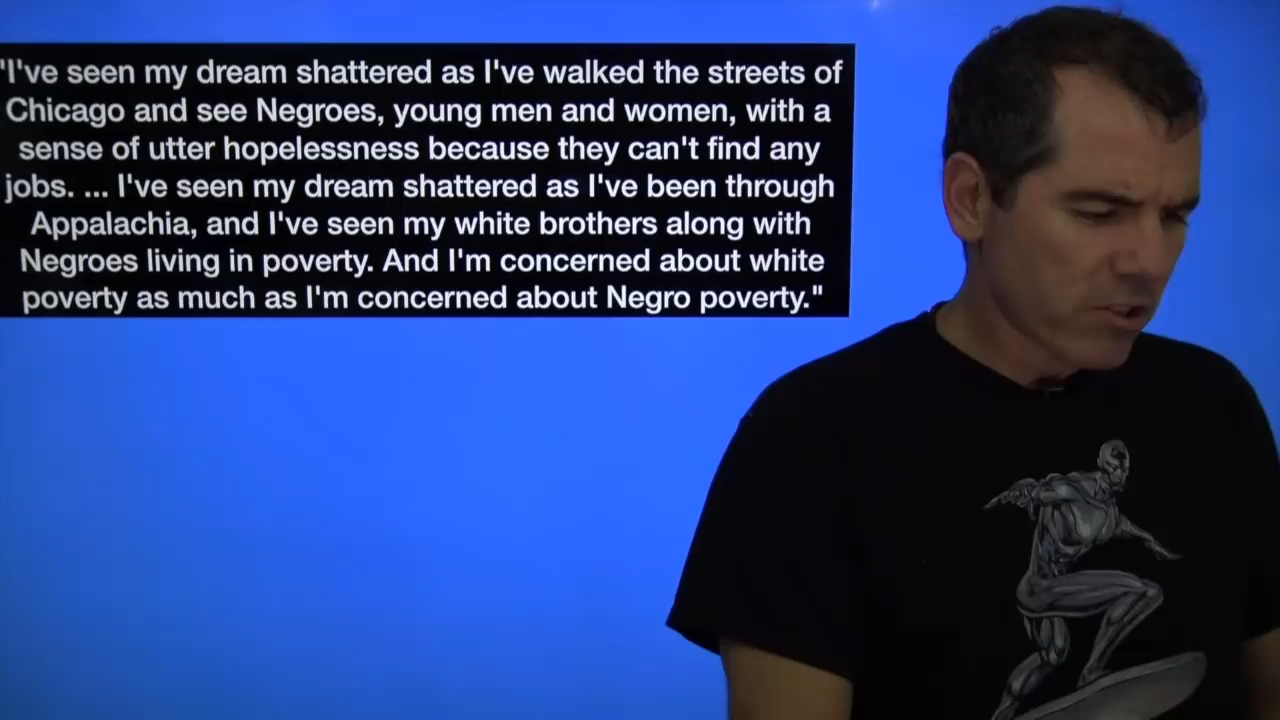 "I've seen my dream shattered as I've walked the streets of
Chicago and see Negroes, young men and women, with a
sense of utter hopelessness because they can't find any
jobs. ... I've seen my dream shattered as I've been through
Appalachia, and I've seen my white brothers along with
Negroes living in poverty. And I'm concerned about white
poverty as much as I'm concerned about Negro poverty."